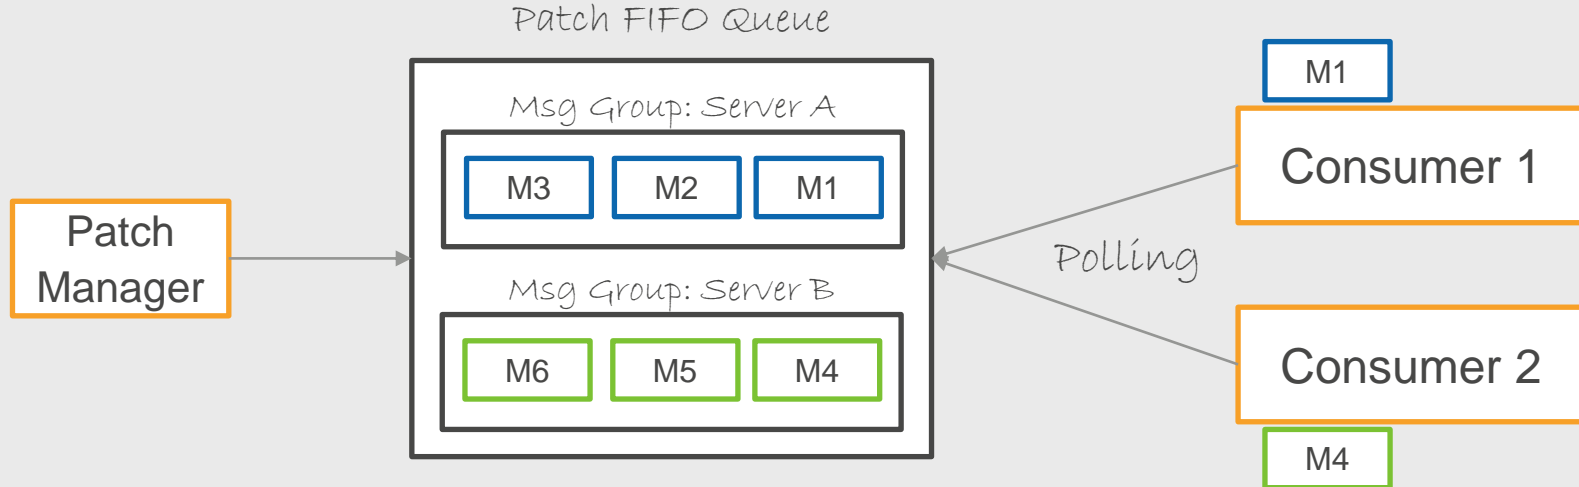 Patch FIFO Queue
Msg Group: Server A
M3 M2 M1
Msg Group: Server B
M6 M5 M4
Patch
Manager
Polling
M1
Consumer 1
Consumer 2
M4